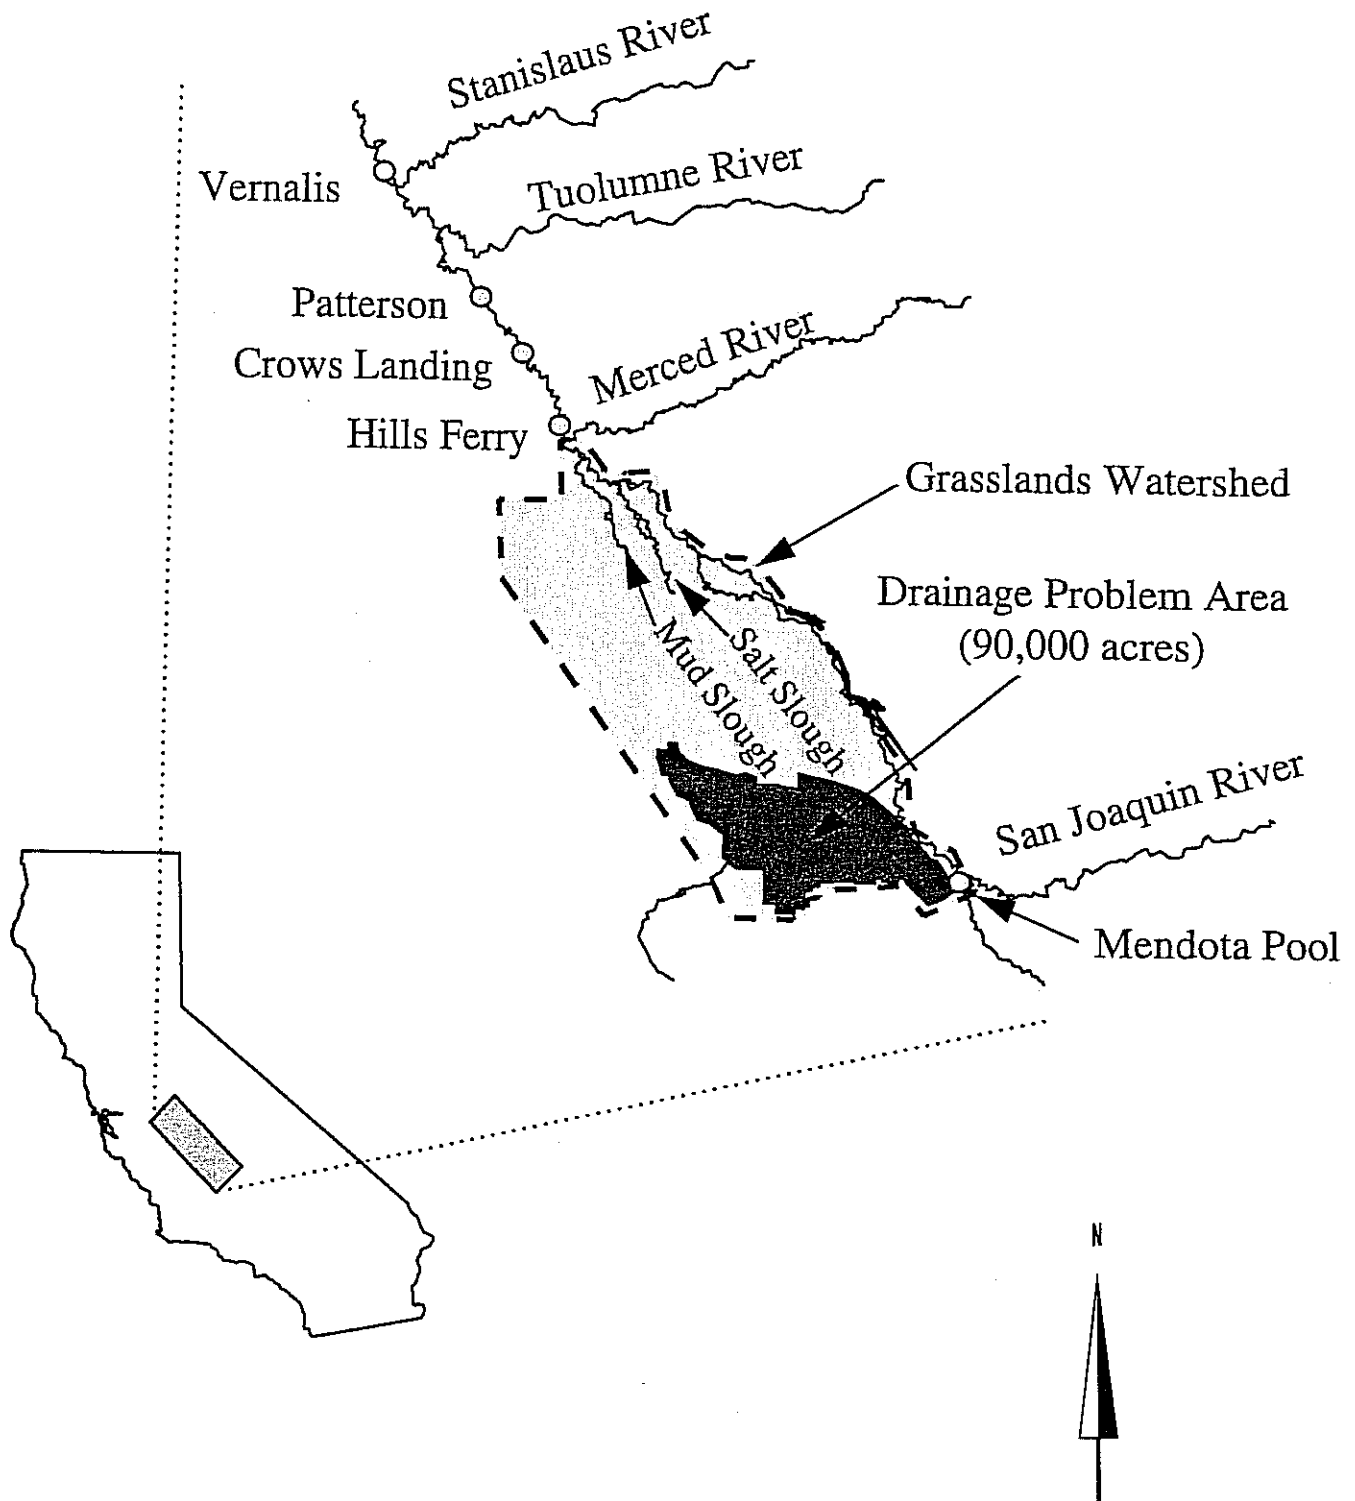 Stanislaus River
Vernalis
Tuolumne River
Patterson
Crows Landing
Merced River
Hills Ferry
Grasslands Watershed
Drainage Problem Area
(90,000 acres)
Mud Slough
Salt Slough
San Joaquin River
Mendota Pool
N